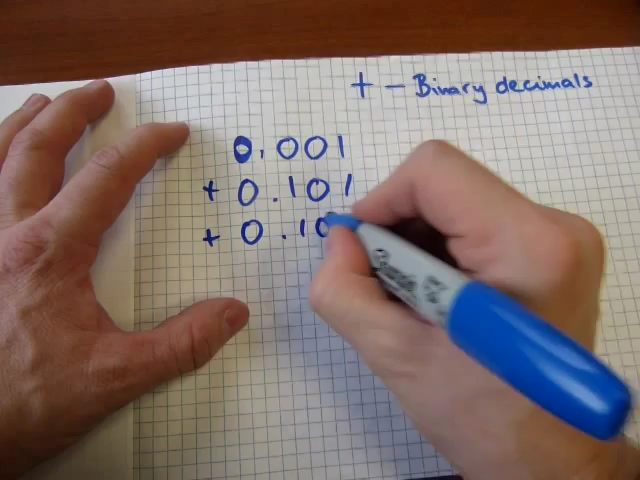 + – Binary decimals
0.001
+ 0.101
+ 0.10